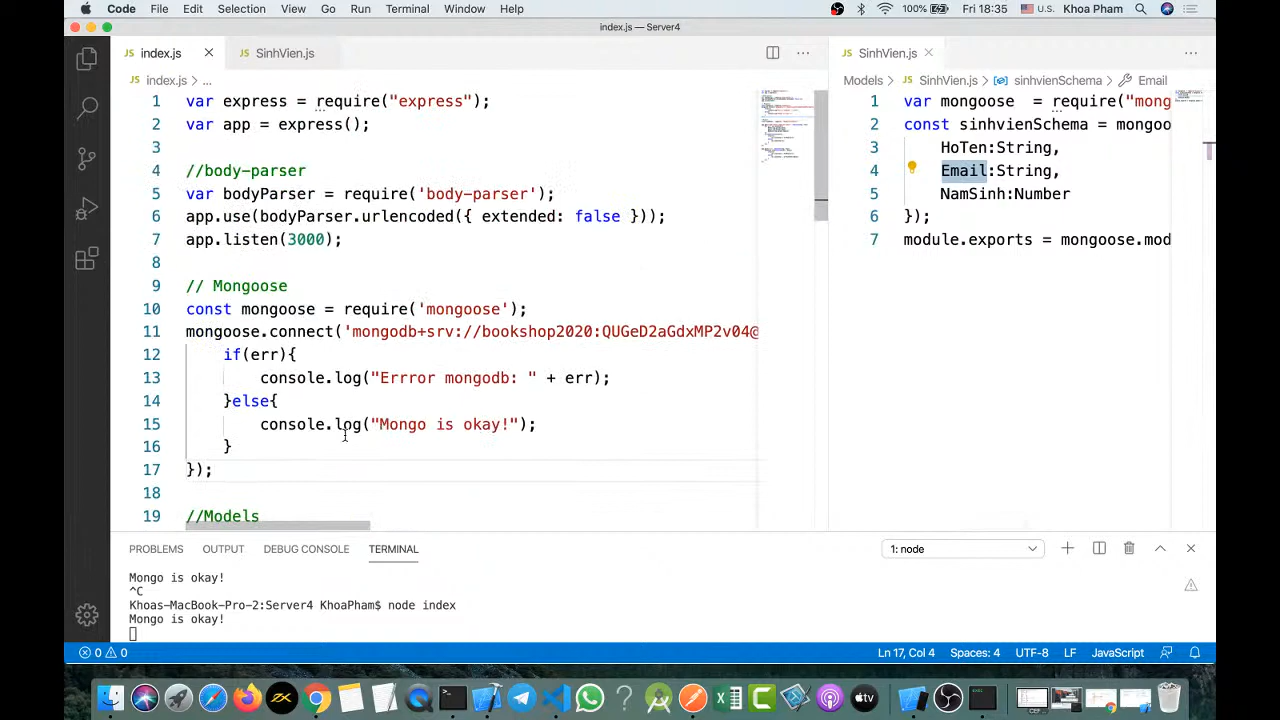 Code File Edit Selection View Go Run Terminal Window Help 100% Fri 18:35 U.S. Khoa Pham
index.js — Server4
JS index.js × JS SinhVien.js
JS index.js > ...
1 var express = require("express");
2 var app = express();
3
4 //body-parser
5 var bodyParser = require('body-parser');
6 app.use(bodyParser.urlencoded({ extended: false }));
7 app.listen(3000);
8
9 // Mongoose
10 const mongoose = require('mongoose');
11 mongoose.connect('mongodb+srv://bookshop2020:QUGeD2aGdxMP2v04@
12 if(err){
13 console.log("Errror mongodb: " + err);
14 }else{
15 console.log("Mongo is okay!");
16 }
17 });
18
19 //Models
JS SinhVien.js ×
Models > JS SinhVien.js > sinhvienSchema > Email
1 var mongoose = require("mong
2 const sinhvienSchema = mongoo
3 HoTen:String,
4 Email:String,
5 NamSinh:Number
6 });
7 module.exports = mongoose.mod
PROBLEMS OUTPUT DEBUG CONSOLE TERMINAL 1: node
Mongo is okay!
^C
Khoas-MacBook-Pro-2:Server4 KhoaPham$ node index
Mongo is okay!
0 0 Ln 17, Col 4 Spaces: 4 UTF-8 LF JavaScript
tv